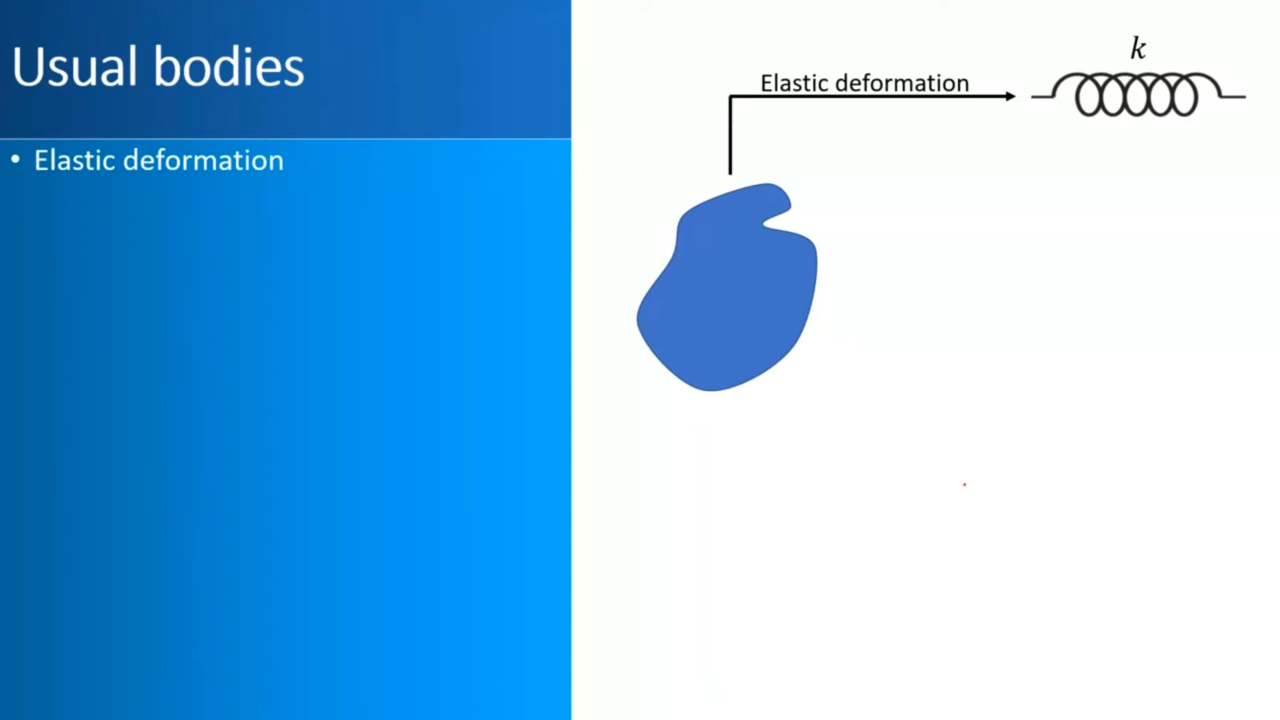 Usual bodies
• Elastic deformation
Elastic deformation
k